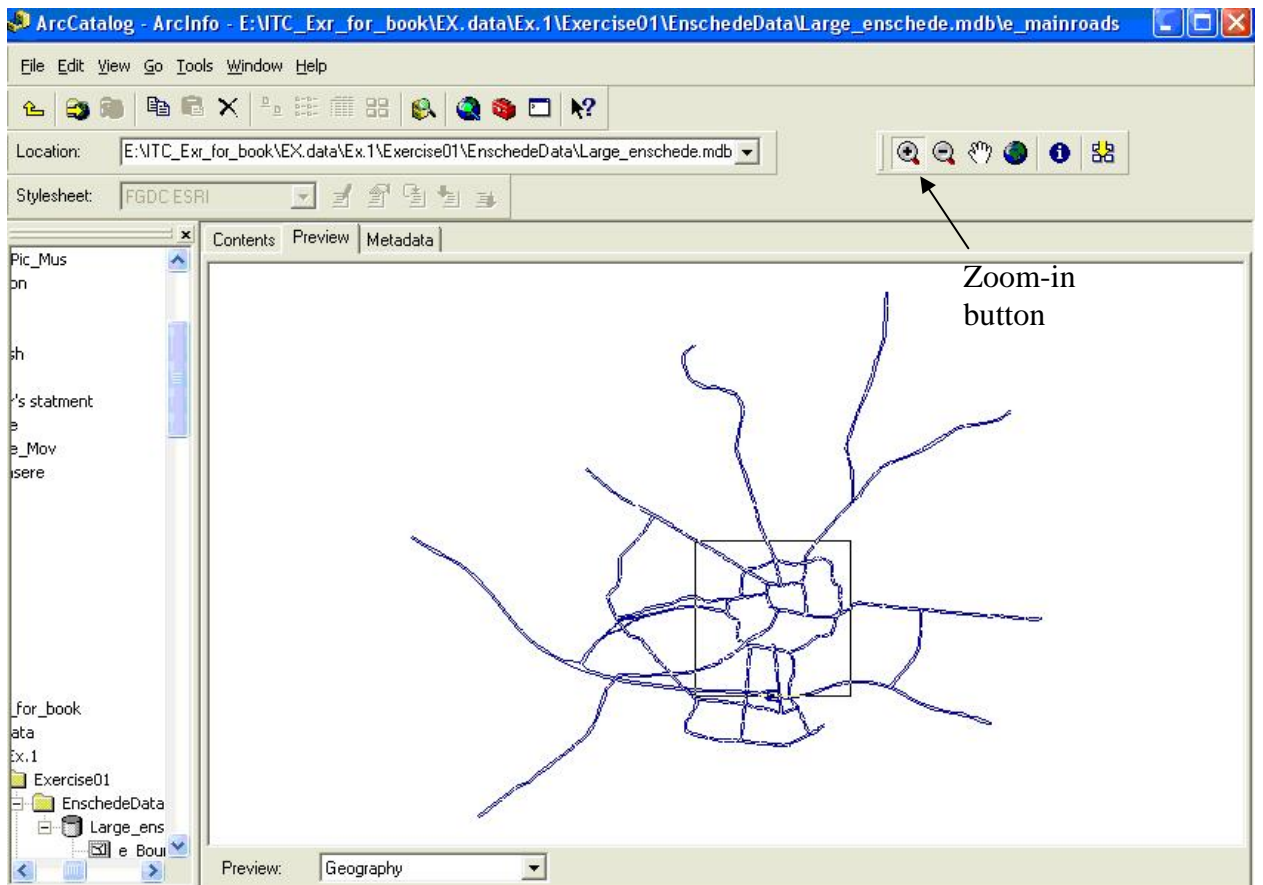 ArcCatalog - ArcInfo - E:\ITC_Exr_for_book\EX.data\Ex.1\Exercise01\EnschedeData\Large_enschede.mdb\e_mainroads
File Edit View Go Tools Window Help
Location: E:\ITC_Exr_for_book\EX.data\Ex.1\Exercise01\EnschedeData\Large_enschede.mdb
Stylesheet: FGDC ESRI
Contents Preview Metadata
Zoom-in
button
Pic_Mus
on
sh
r's statment
e
e_Mov
nsere
_for_book
ata
Ex.1
Exercise01
EnschedeData
Large_ens
e_Bour
Preview: Geography